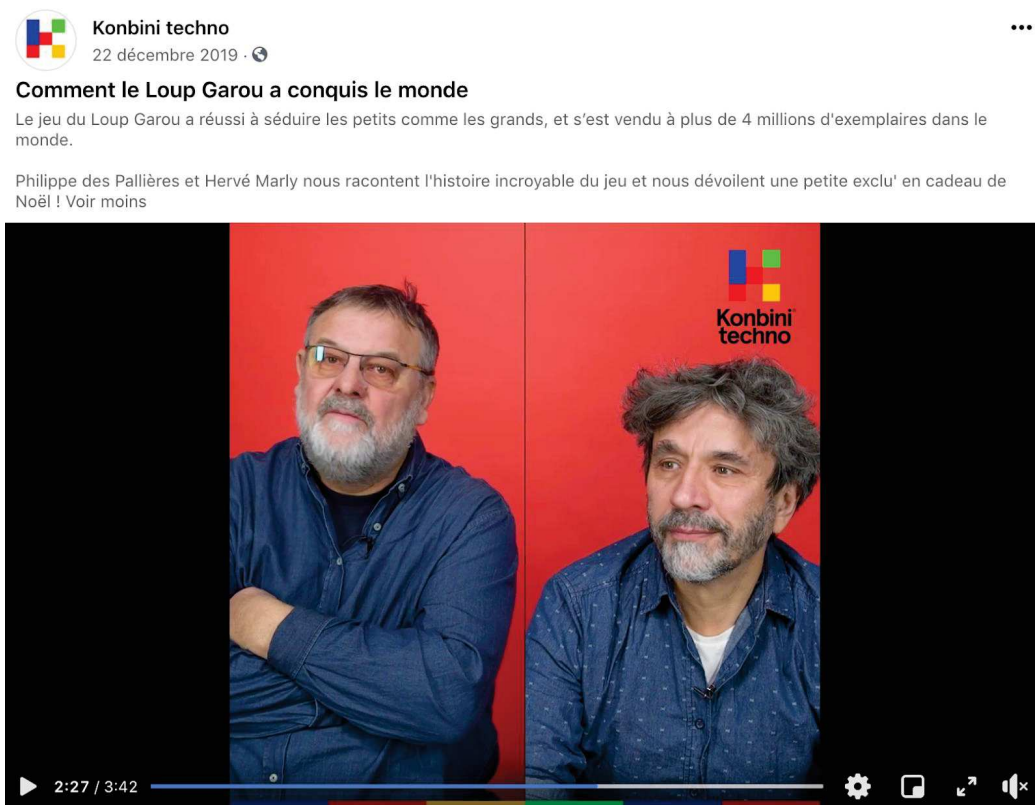 Konbini techno
22 décembre 2019 ·
Comment le Loup Garou a conquis le monde
Le jeu du Loup Garou a réussi à séduire les petits comme les grands, et s’est vendu à plus de 4 millions d'exemplaires dans le
monde.
Philippe des Pallières et Hervé Marly nous racontent l'histoire incroyable du jeu et nous dévoilent une petite exclu' en cadeau de
Noël ! Voir moins
Konbini
techno
2:27 / 3:42